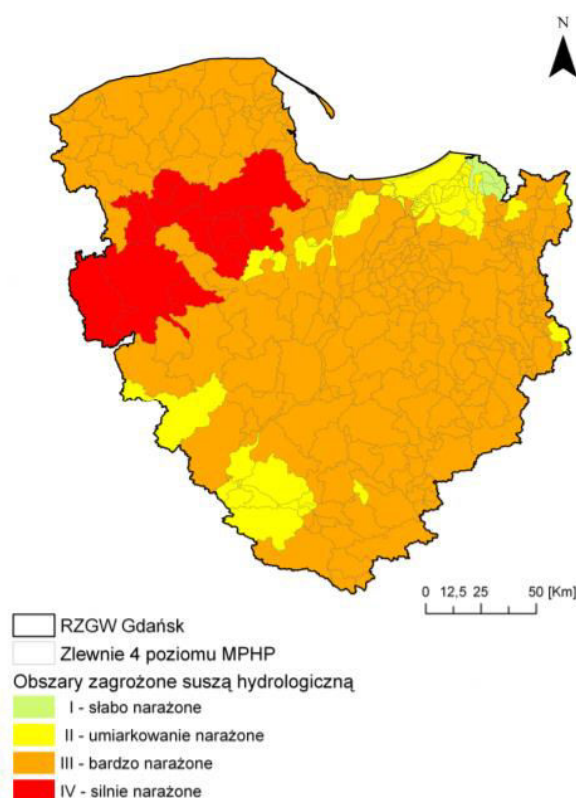 N
0 12,5 25 50 [Km]
RZGW Gdańsk
Zlewnie 4 poziomu MPHP
Obszary zagrożone suszą hydrologiczną
I - słabo narażone
II - umiarkowanie narażone
III - bardzo narażone
IV - silnie narażone